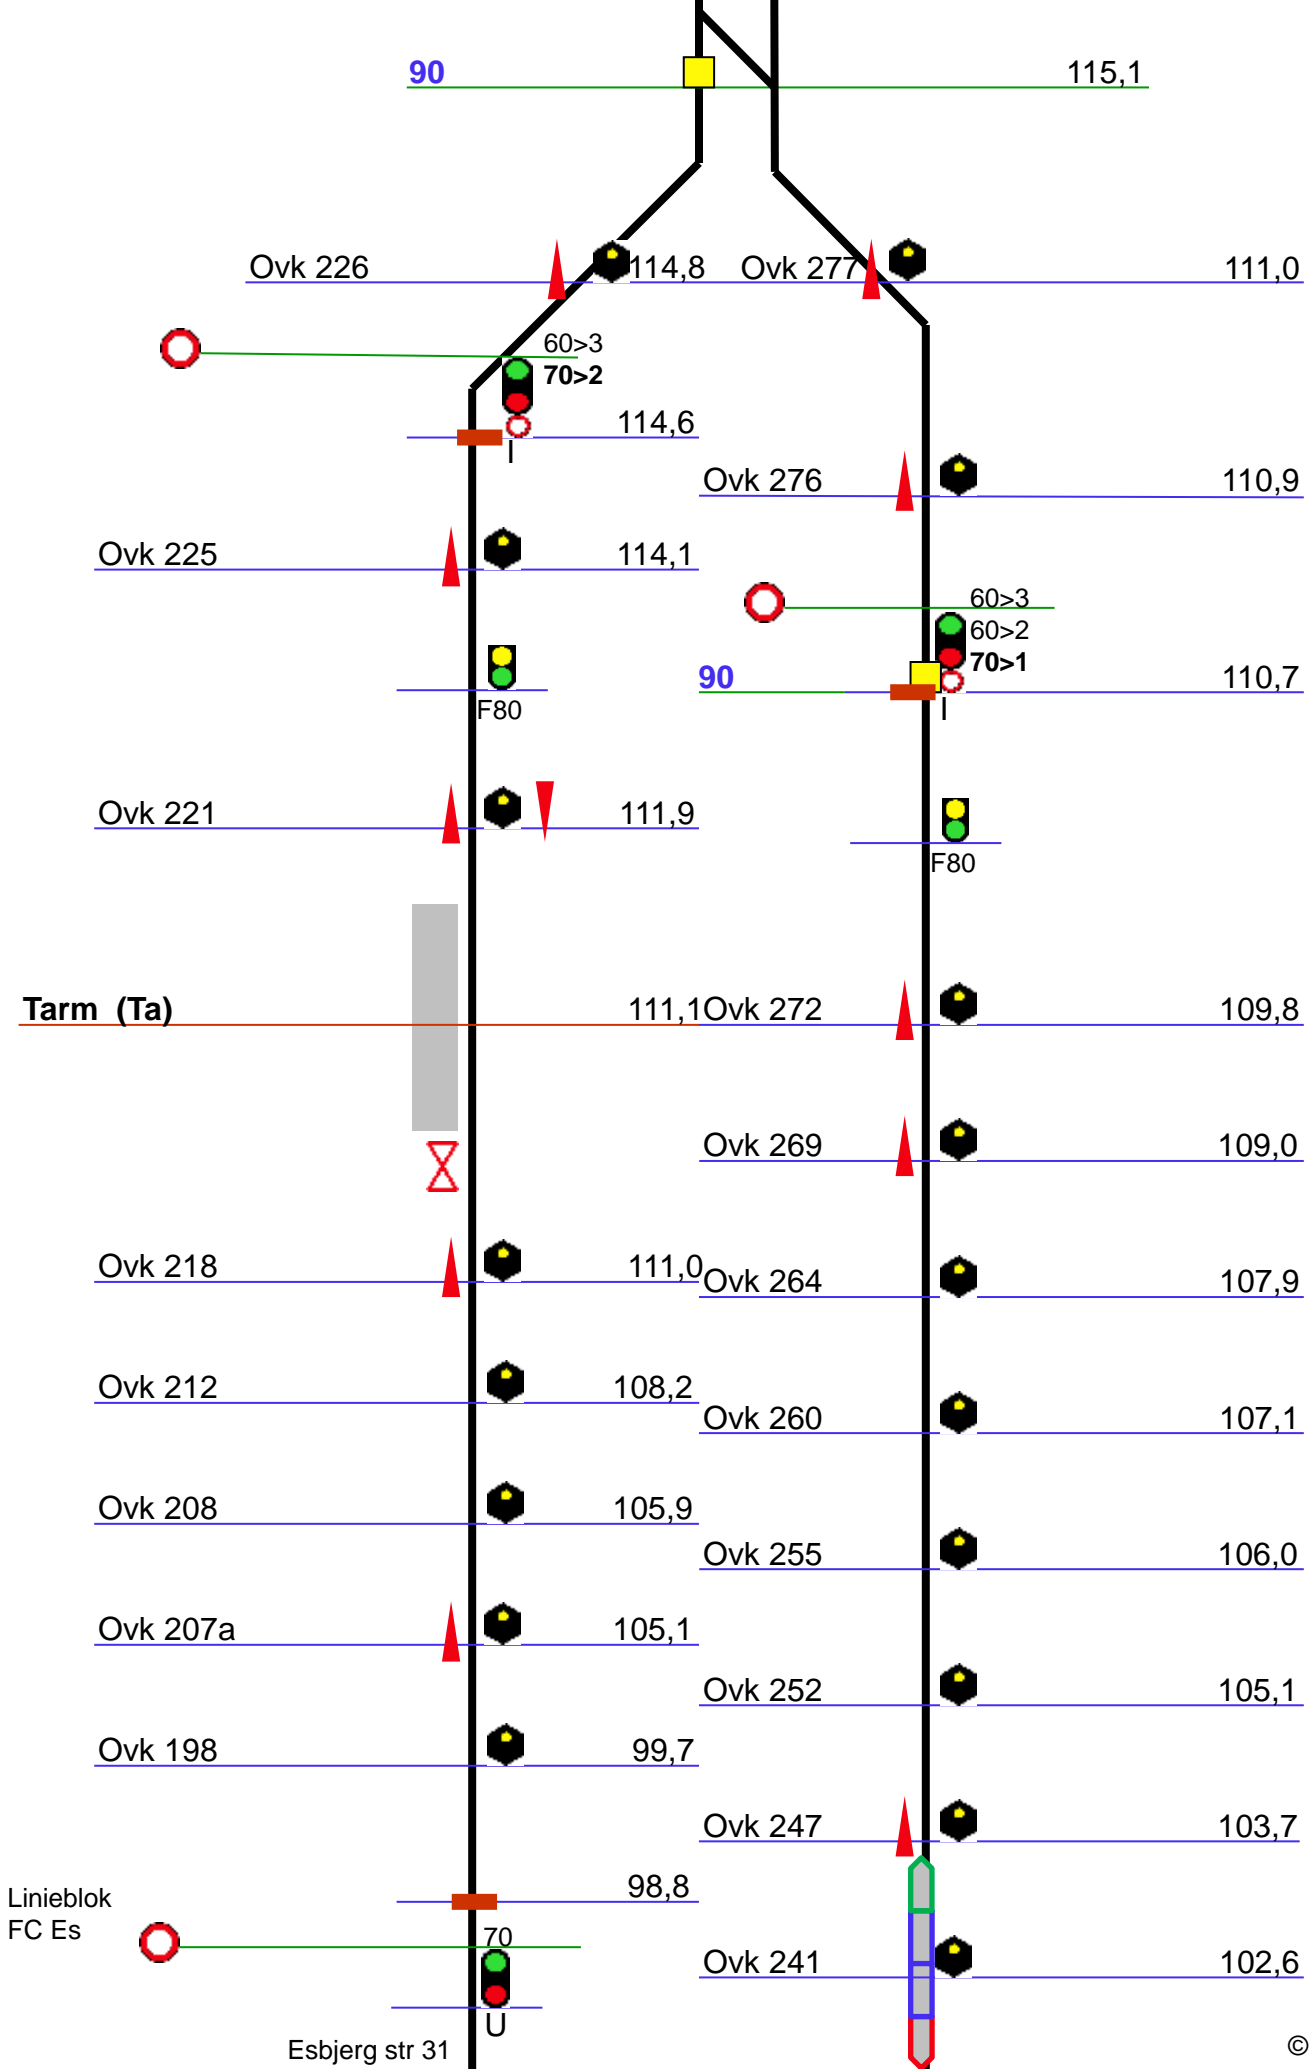 90 115,1
Ovk 226 114,8 Ovk 277 111,0
60>3
70>2
114,6
I
Ovk 276 110,9
Ovk 225 114,1
60>3
60>2
70>1
90 110,7
I
F80
Ovk 221 111,9
F80
Tarm (Ta) 111,1 Ovk 272 109,8
Ovk 269 109,0
Ovk 218 111,0 Ovk 264 107,9
Ovk 212 108,2
Ovk 260 107,1
Ovk 208 105,9
Ovk 255 106,0
Ovk 207a 105,1
Ovk 252 105,1
Ovk 198 99,7
Ovk 247 103,7
98,8
Linieblok
FC Es
70
Ovk 241 102,6
U
Esbjerg str 31 ©